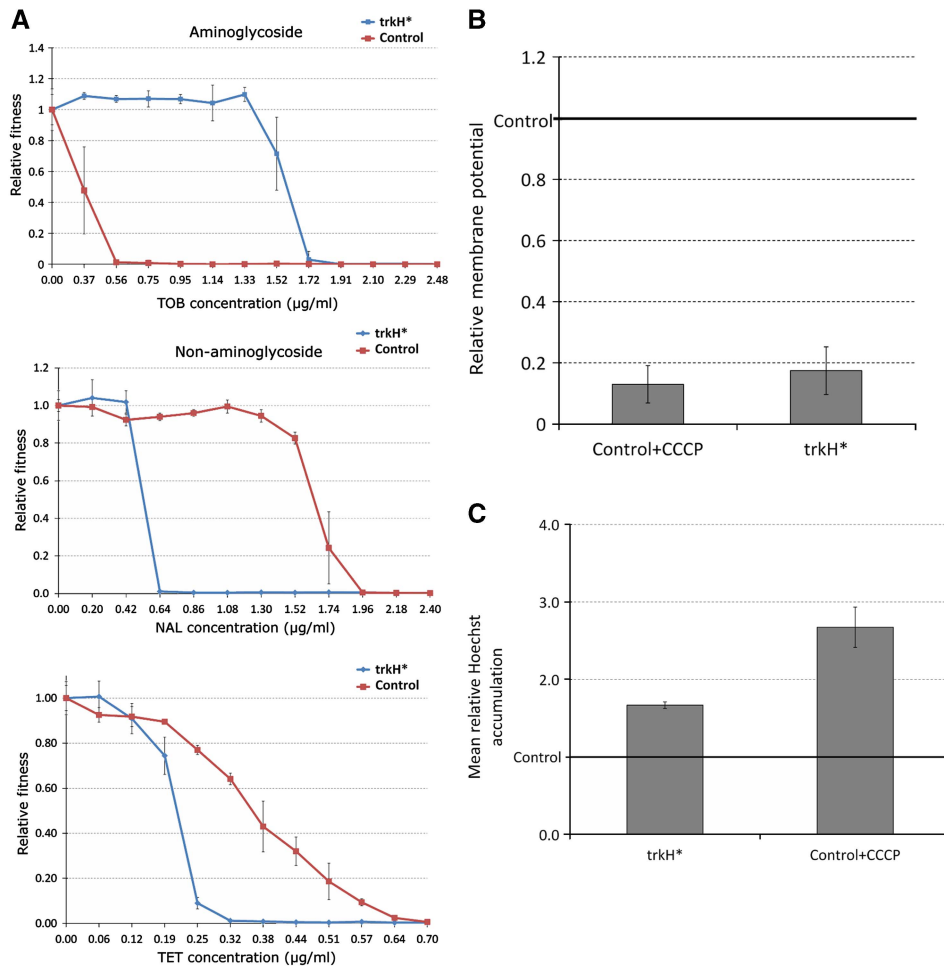 A
Aminoglycoside
trkH*
Control
1.4
1.2
1
0.8
0.6
0.4
0.2
0
Relative fitness
0.00 0.37 0.56 0.75 0.95 1.14 1.33 1.52 1.72 1.91 2.10 2.29 2.48
TOB concentration (µg/ml)
Non-aminoglycoside
trkH*
Control
1.2
1.0
0.8
0.6
0.4
0.2
0.0
Relative fitness
0.00 0.20 0.42 0.64 0.86 1.08 1.30 1.52 1.74 1.96 2.18 2.40
NAL concentration (µg/ml)
trkH*
Control
1.00
0.80
0.60
0.40
0.20
0.00
Relative fitness
0.00 0.06 0.12 0.19 0.25 0.32 0.38 0.44 0.51 0.57 0.64 0.70
TET concentration (µg/ml)
B
1.2
Control
0.8
0.6
0.4
0.2
0
Relative membrane potential
Control+CCCP trkH*
C
4.0
3.0
2.0
Control
0.0
Mean relative Hoechst
accumulation
trkH* Control+CCCP